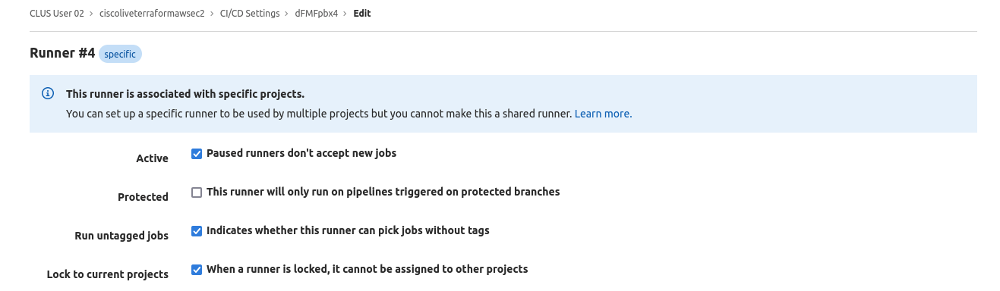 CLUS User 02 > ciscoliveterraformawsec2 > CI/CD Settings > dFMFpbx4 > Edit
Runner #4 specific
This runner is associated with specific projects.
You can set up a specific runner to be used by multiple projects but you cannot make this a shared runner. Learn more.
Active Paused runners don't accept new jobs
Protected This runner will only run on pipelines triggered on protected branches
Run untagged jobs Indicates whether this runner can pick jobs without tags
Lock to current projects When a runner is locked, it cannot be assigned to other projects